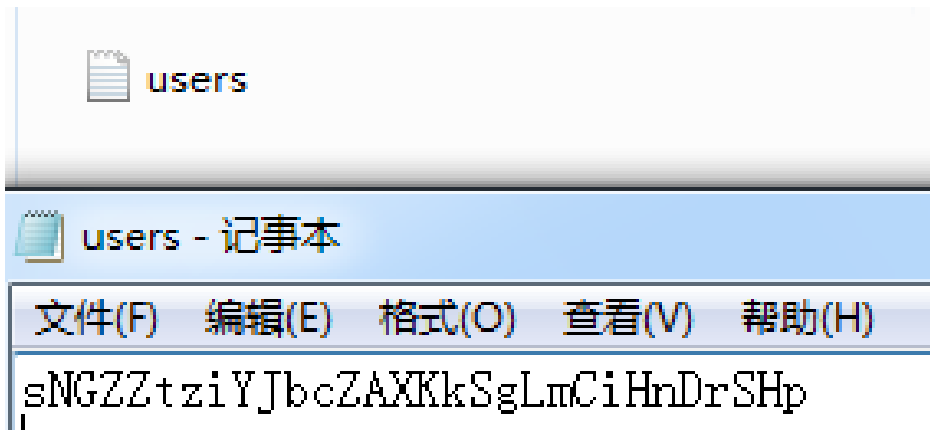 users
users - 记事本
文件(F) 编辑(E) 格式(O) 查看(V) 帮助(H)
sNGZZtziYJbcZAXKkSgLmCiHnDrSHp